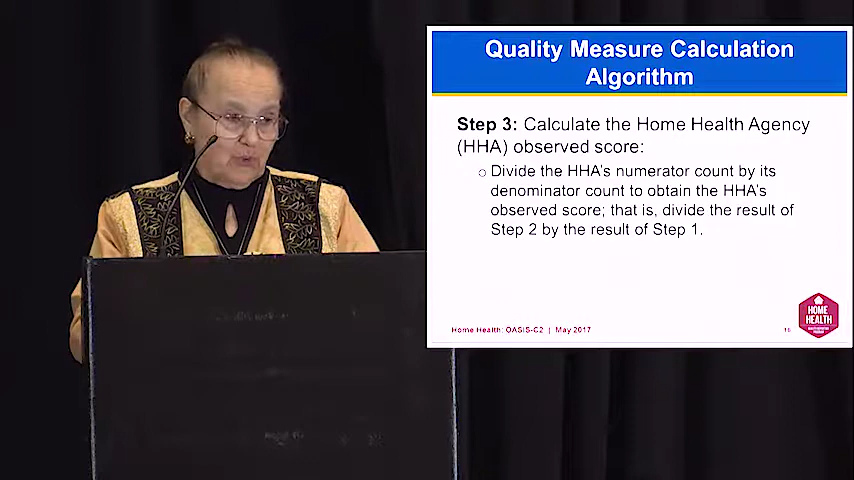 Quality Measure Calculation
Algorithm
Step 3: Calculate the Home Health Agency
(HHA) observed score:
○ Divide the HHA's numerator count by its
denominator count to obtain the HHA's
observed score; that is, divide the result of
Step 2 by the result of Step 1.
Home Health: OASIS-C2 | May 2017
HOME
HEALTH